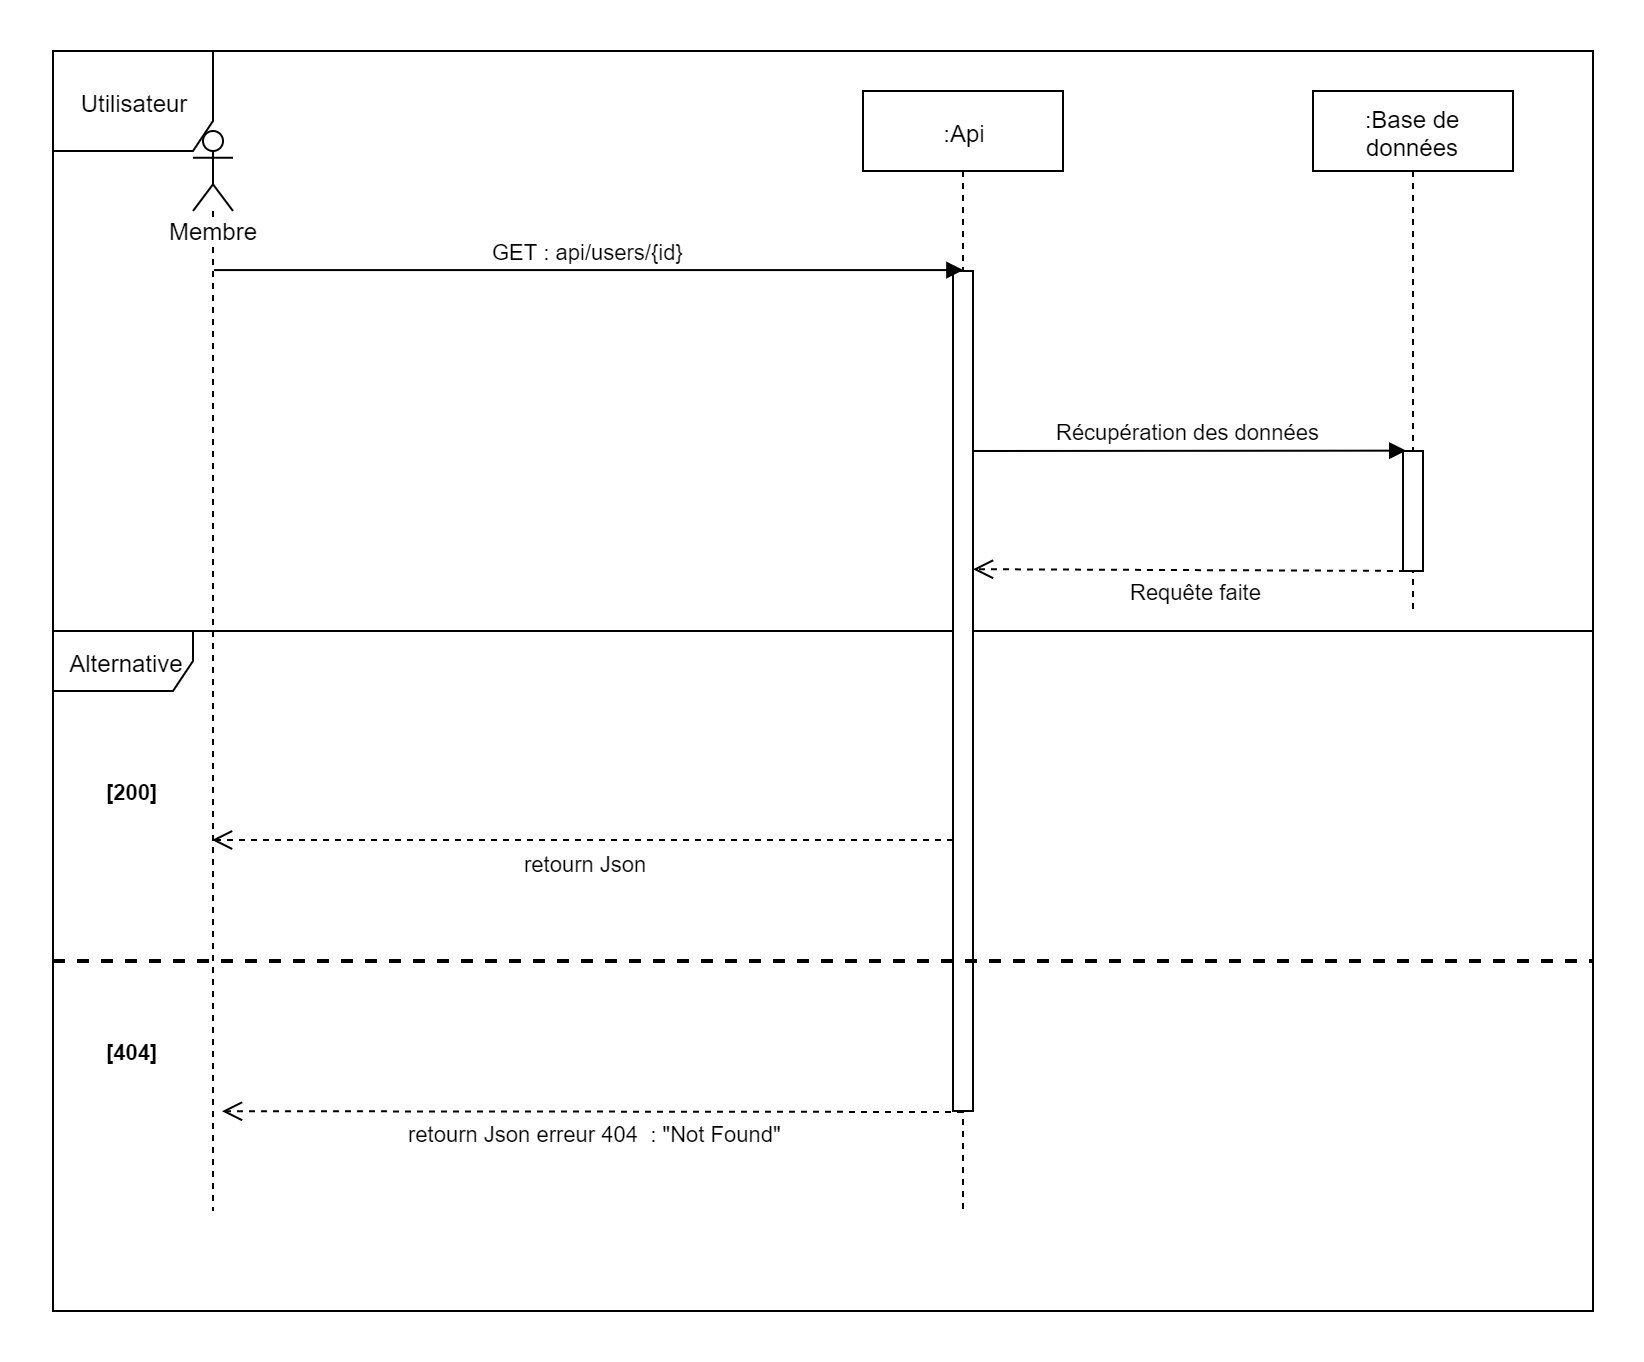 Utilisateur
:Api
:Base de
données
Membre
GET : api/users/{id}
Récupération des données
Requête faite
Alternative
[200]
retourn Json
[404]
retourn Json erreur 404  : "Not Found"